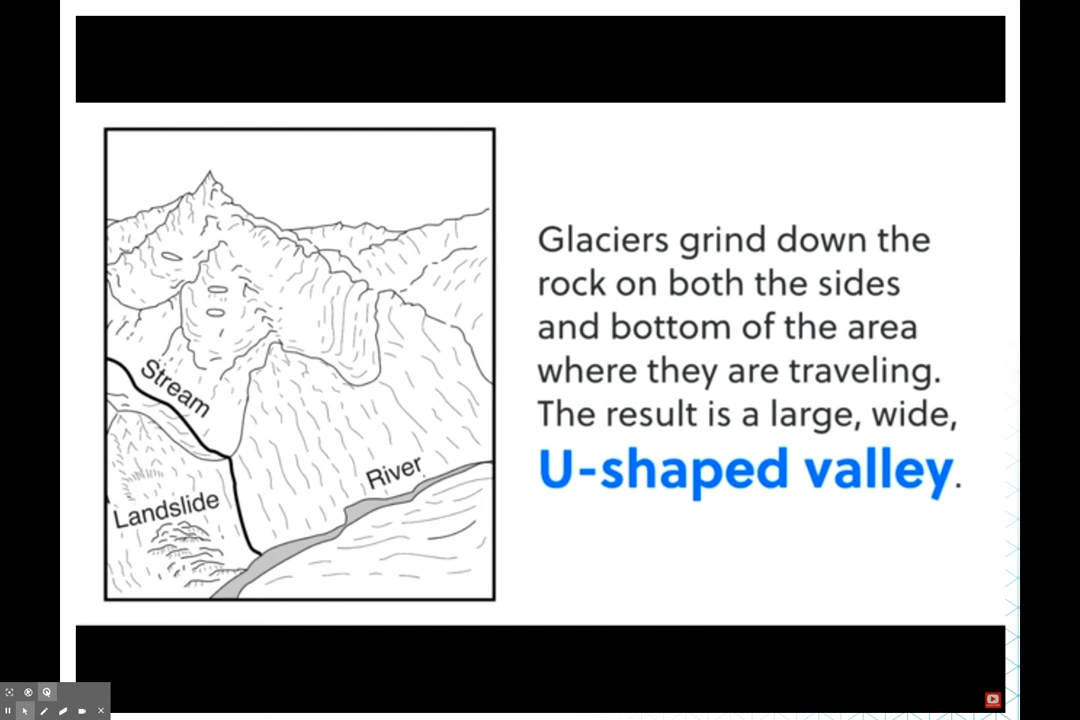 Glaciers grind down the
rock on both the sides
and bottom of the area
where they are traveling.
The result is a large, wide,
U-shaped valley.
Stream
River
Landslide